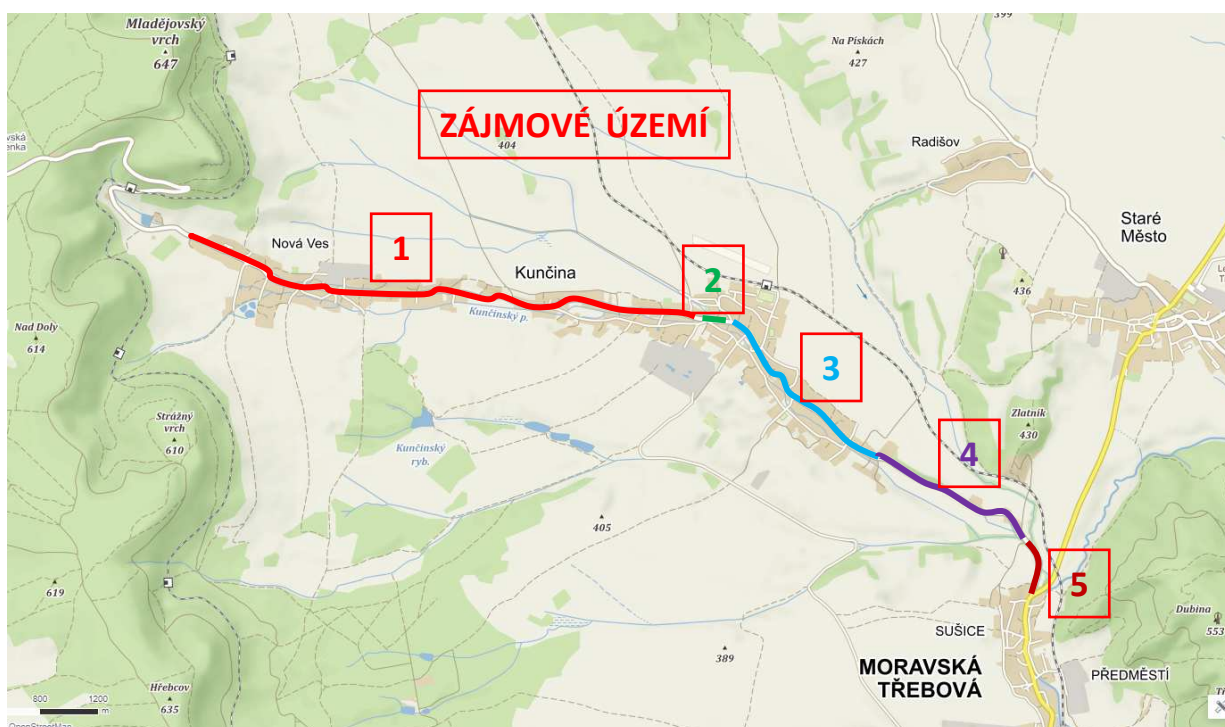 Mladějovský
vrch
647
399
Na Pískách
427
ZÁJMOVÉ ÚZEMÍ
404
Radišov
Staré
Město
Nová Ves
1
Kunčina
2
436
Kunčinský p.
Nad Doly
614
3
Zlatník
430
Strážný
vrch
610
Kunčinský
ryb.
4
405
5
619
Dubina
553
SUŠICE
389
MORAVSKÁ
TŘEBOVÁ
PŘEDMĚSTÍ
Hřebcov
635
800 1200
m
OpenStreetMap